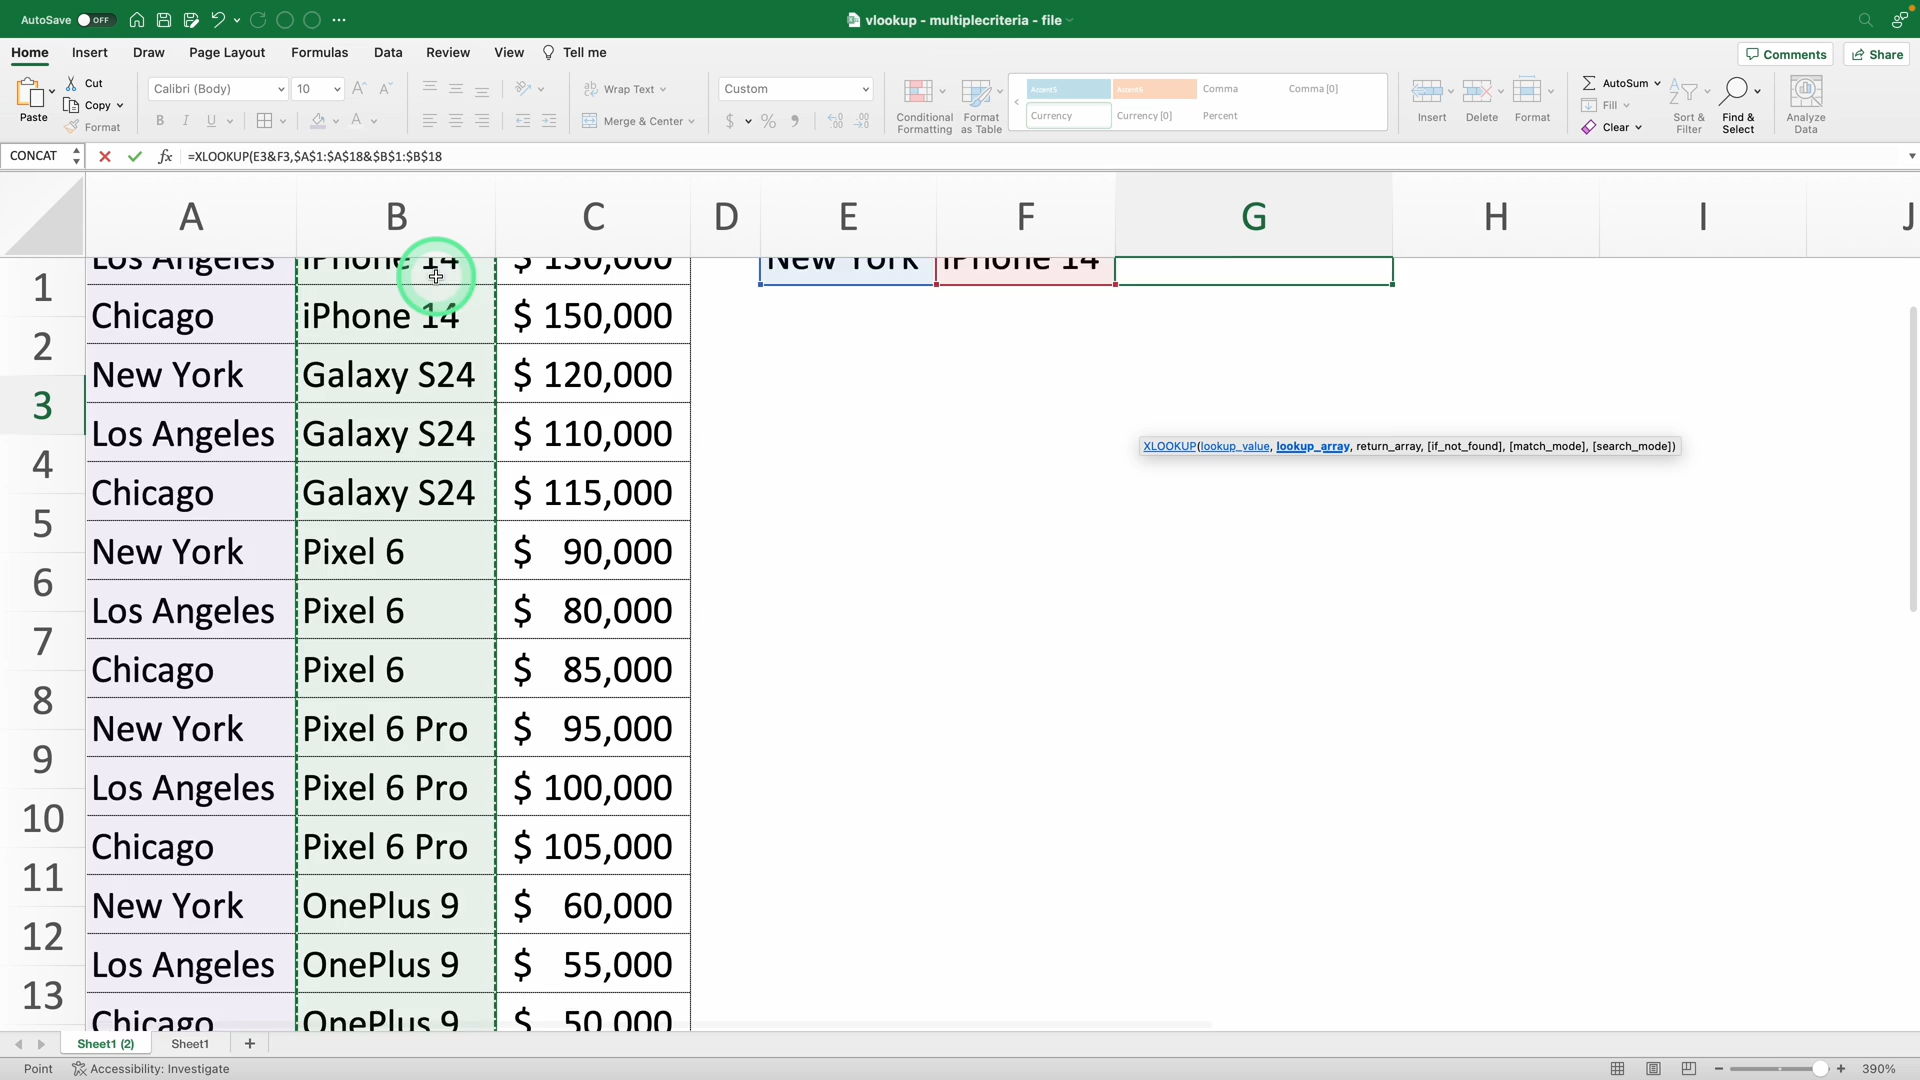 AutoSave OFF vlookup - multiplecriteria - file
Home Insert Draw Page Layout Formulas Data Review View Tell me Comments Share
Paste Cut Copy Format
Calibri (Body) 10
Wrap Text
Merge & Center
Custom
Conditional Formatting
Format as Table
Accent5 Accent6 Comma Comma [0]
Currency Currency [0] Percent
Insert Delete Format
AutoSum
Fill
Clear
Sort & Filter
Find & Select
Analyze Data
CONCAT fx =XLOOKUP(E3&F3,$A$1:$A$18&$B$1:$B$18
A B C D E F G H I J
1 2 3 4 5 6 7 8 9 10 11 12 13
Los Angeles iPhone 14 $ 130,000 New York iPhone 14
Chicago iPhone 14 $ 150,000
New York Galaxy S24 $ 120,000
Los Angeles Galaxy S24 $ 110,000
XLOOKUP(lookup_value, lookup_array, return_array, [if_not_found], [match_mode], [search_mode])
Chicago Galaxy S24 $ 115,000
New York Pixel 6 $ 90,000
Los Angeles Pixel 6 $ 80,000
Chicago Pixel 6 $ 85,000
New York Pixel 6 Pro $ 95,000
Los Angeles Pixel 6 Pro $ 100,000
Chicago Pixel 6 Pro $ 105,000
New York OnePlus 9 $ 60,000
Los Angeles OnePlus 9 $ 55,000
Chicago OnePlus 9 $ 50,000
Sheet1 (2) Sheet1 +
Point Accessibility: Investigate 390%